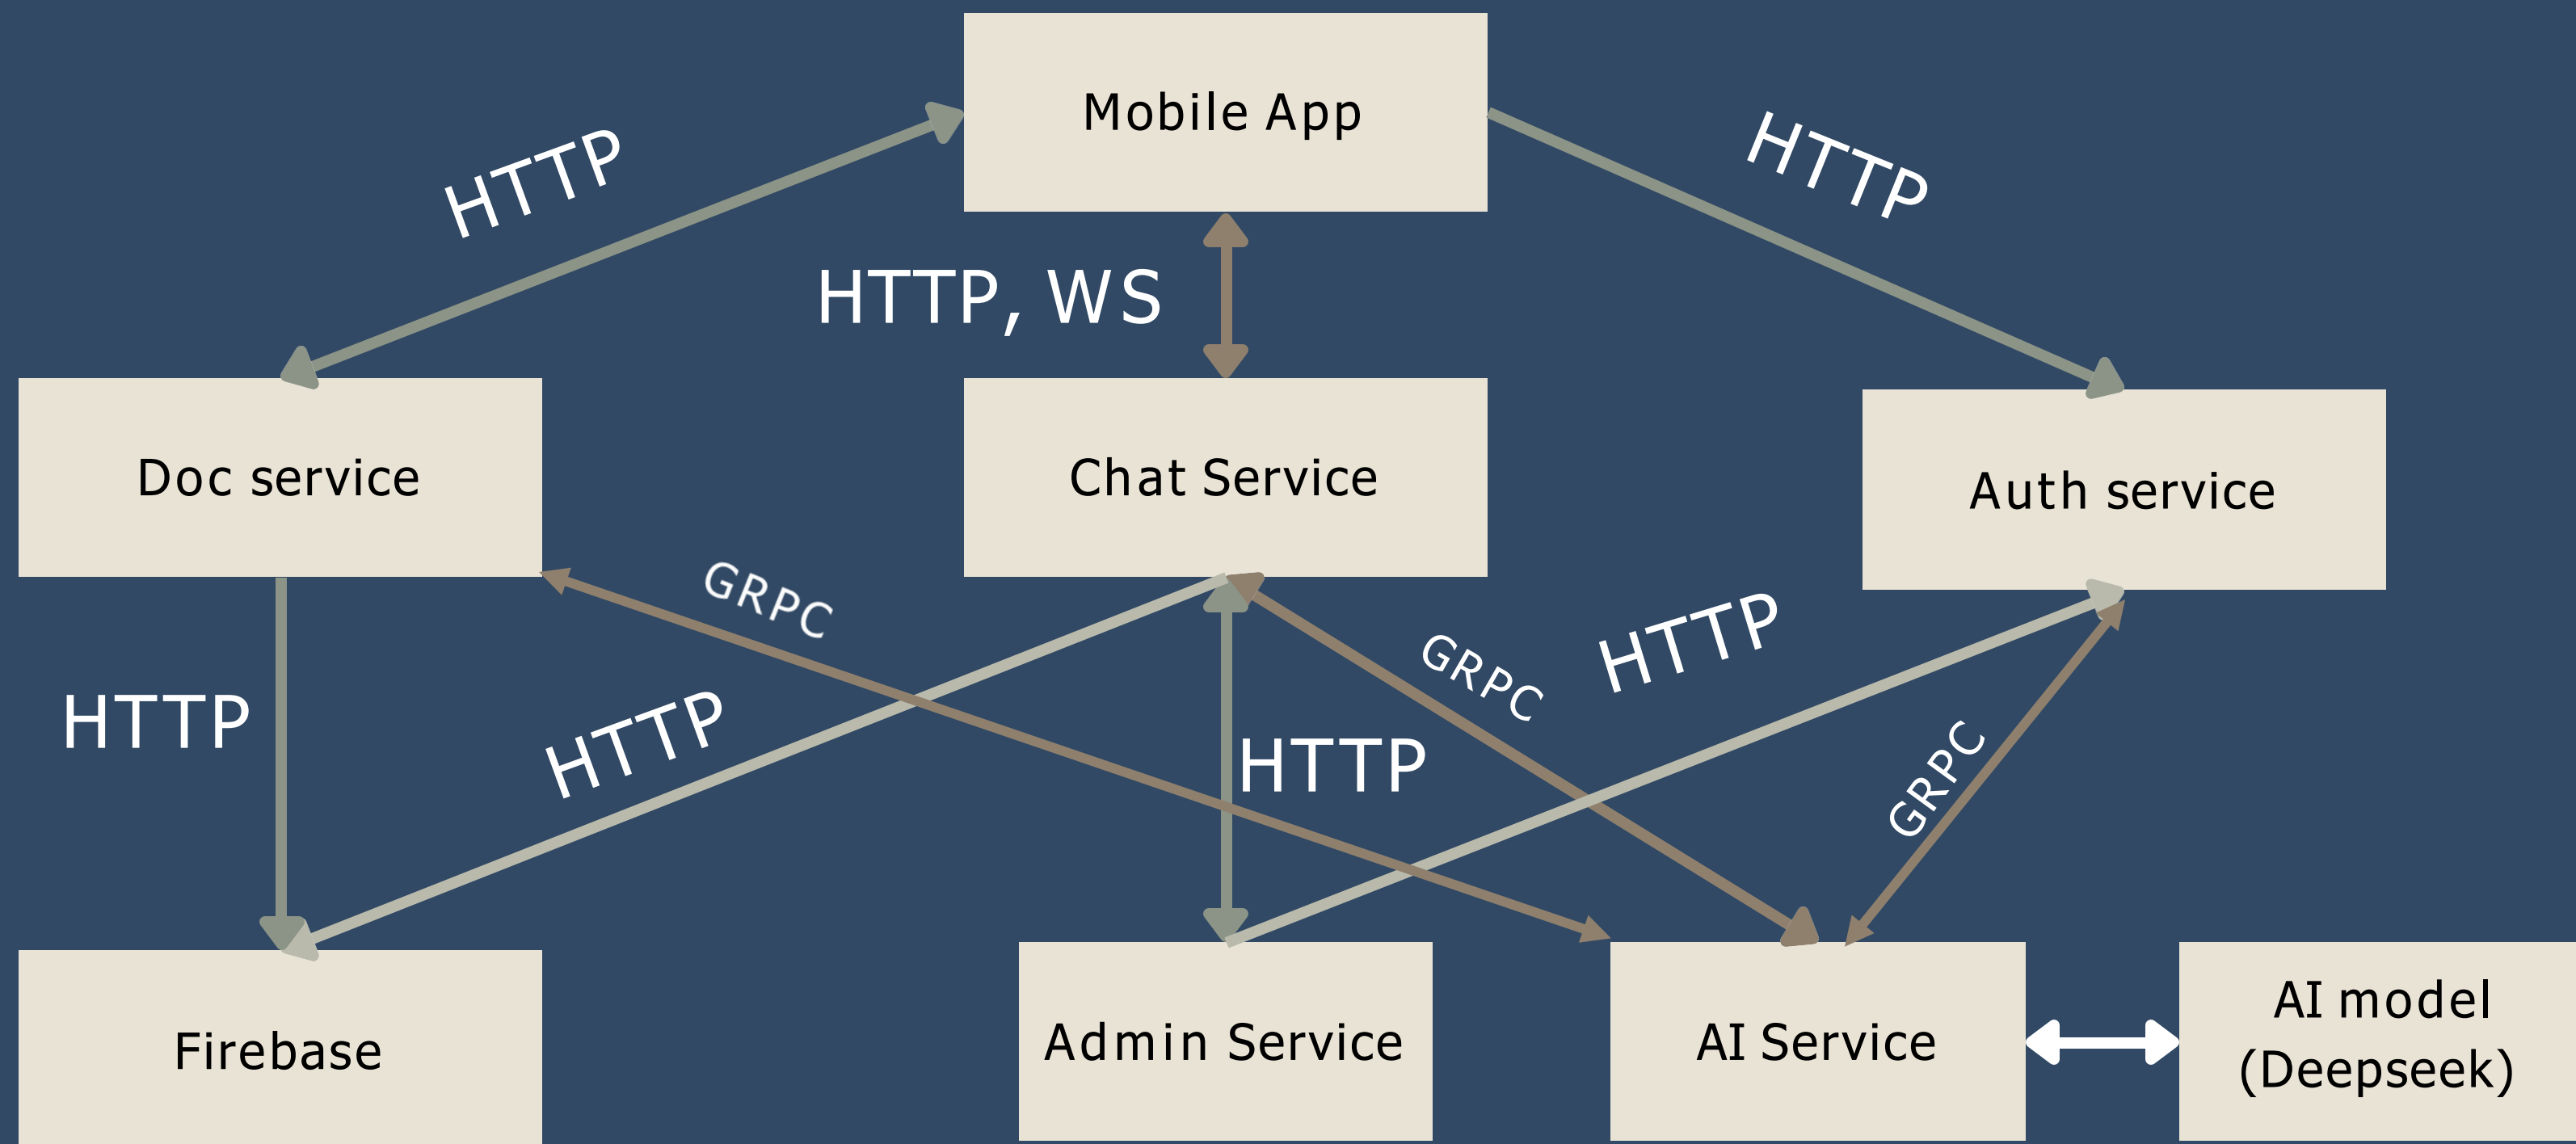 Mobile App
HTTP
HTTP
HTTP, WS
Doc service
Chat Service
Auth service
GRPC
HTTP
GRPC
HTTP
HTTP
HTTP
GRPC
Firebase
Admin Service
AI Service
AI model
(Deepseek)